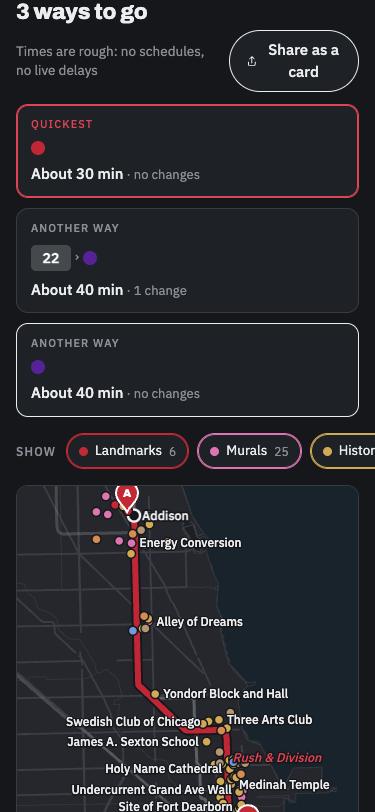 3 ways to go
Times are rough: no schedules,
no live delays
Share as a
card
QUICKEST
About 30 min · no changes
ANOTHER WAY
22 ›
About 40 min · 1 change
ANOTHER WAY
About 40 min · no changes
SHOW Landmarks 6 Murals 25 Histor
A
Addison
Energy Conversion
Alley of Dreams
Yondorf Block and Hall
Swedish Club of Chicago Three Arts Club
James A. Sexton School
Rush & Division
Holy Name Cathedral
Medinah Temple
Undercurrent Grand Ave Wall
Site of Fort Dearborn